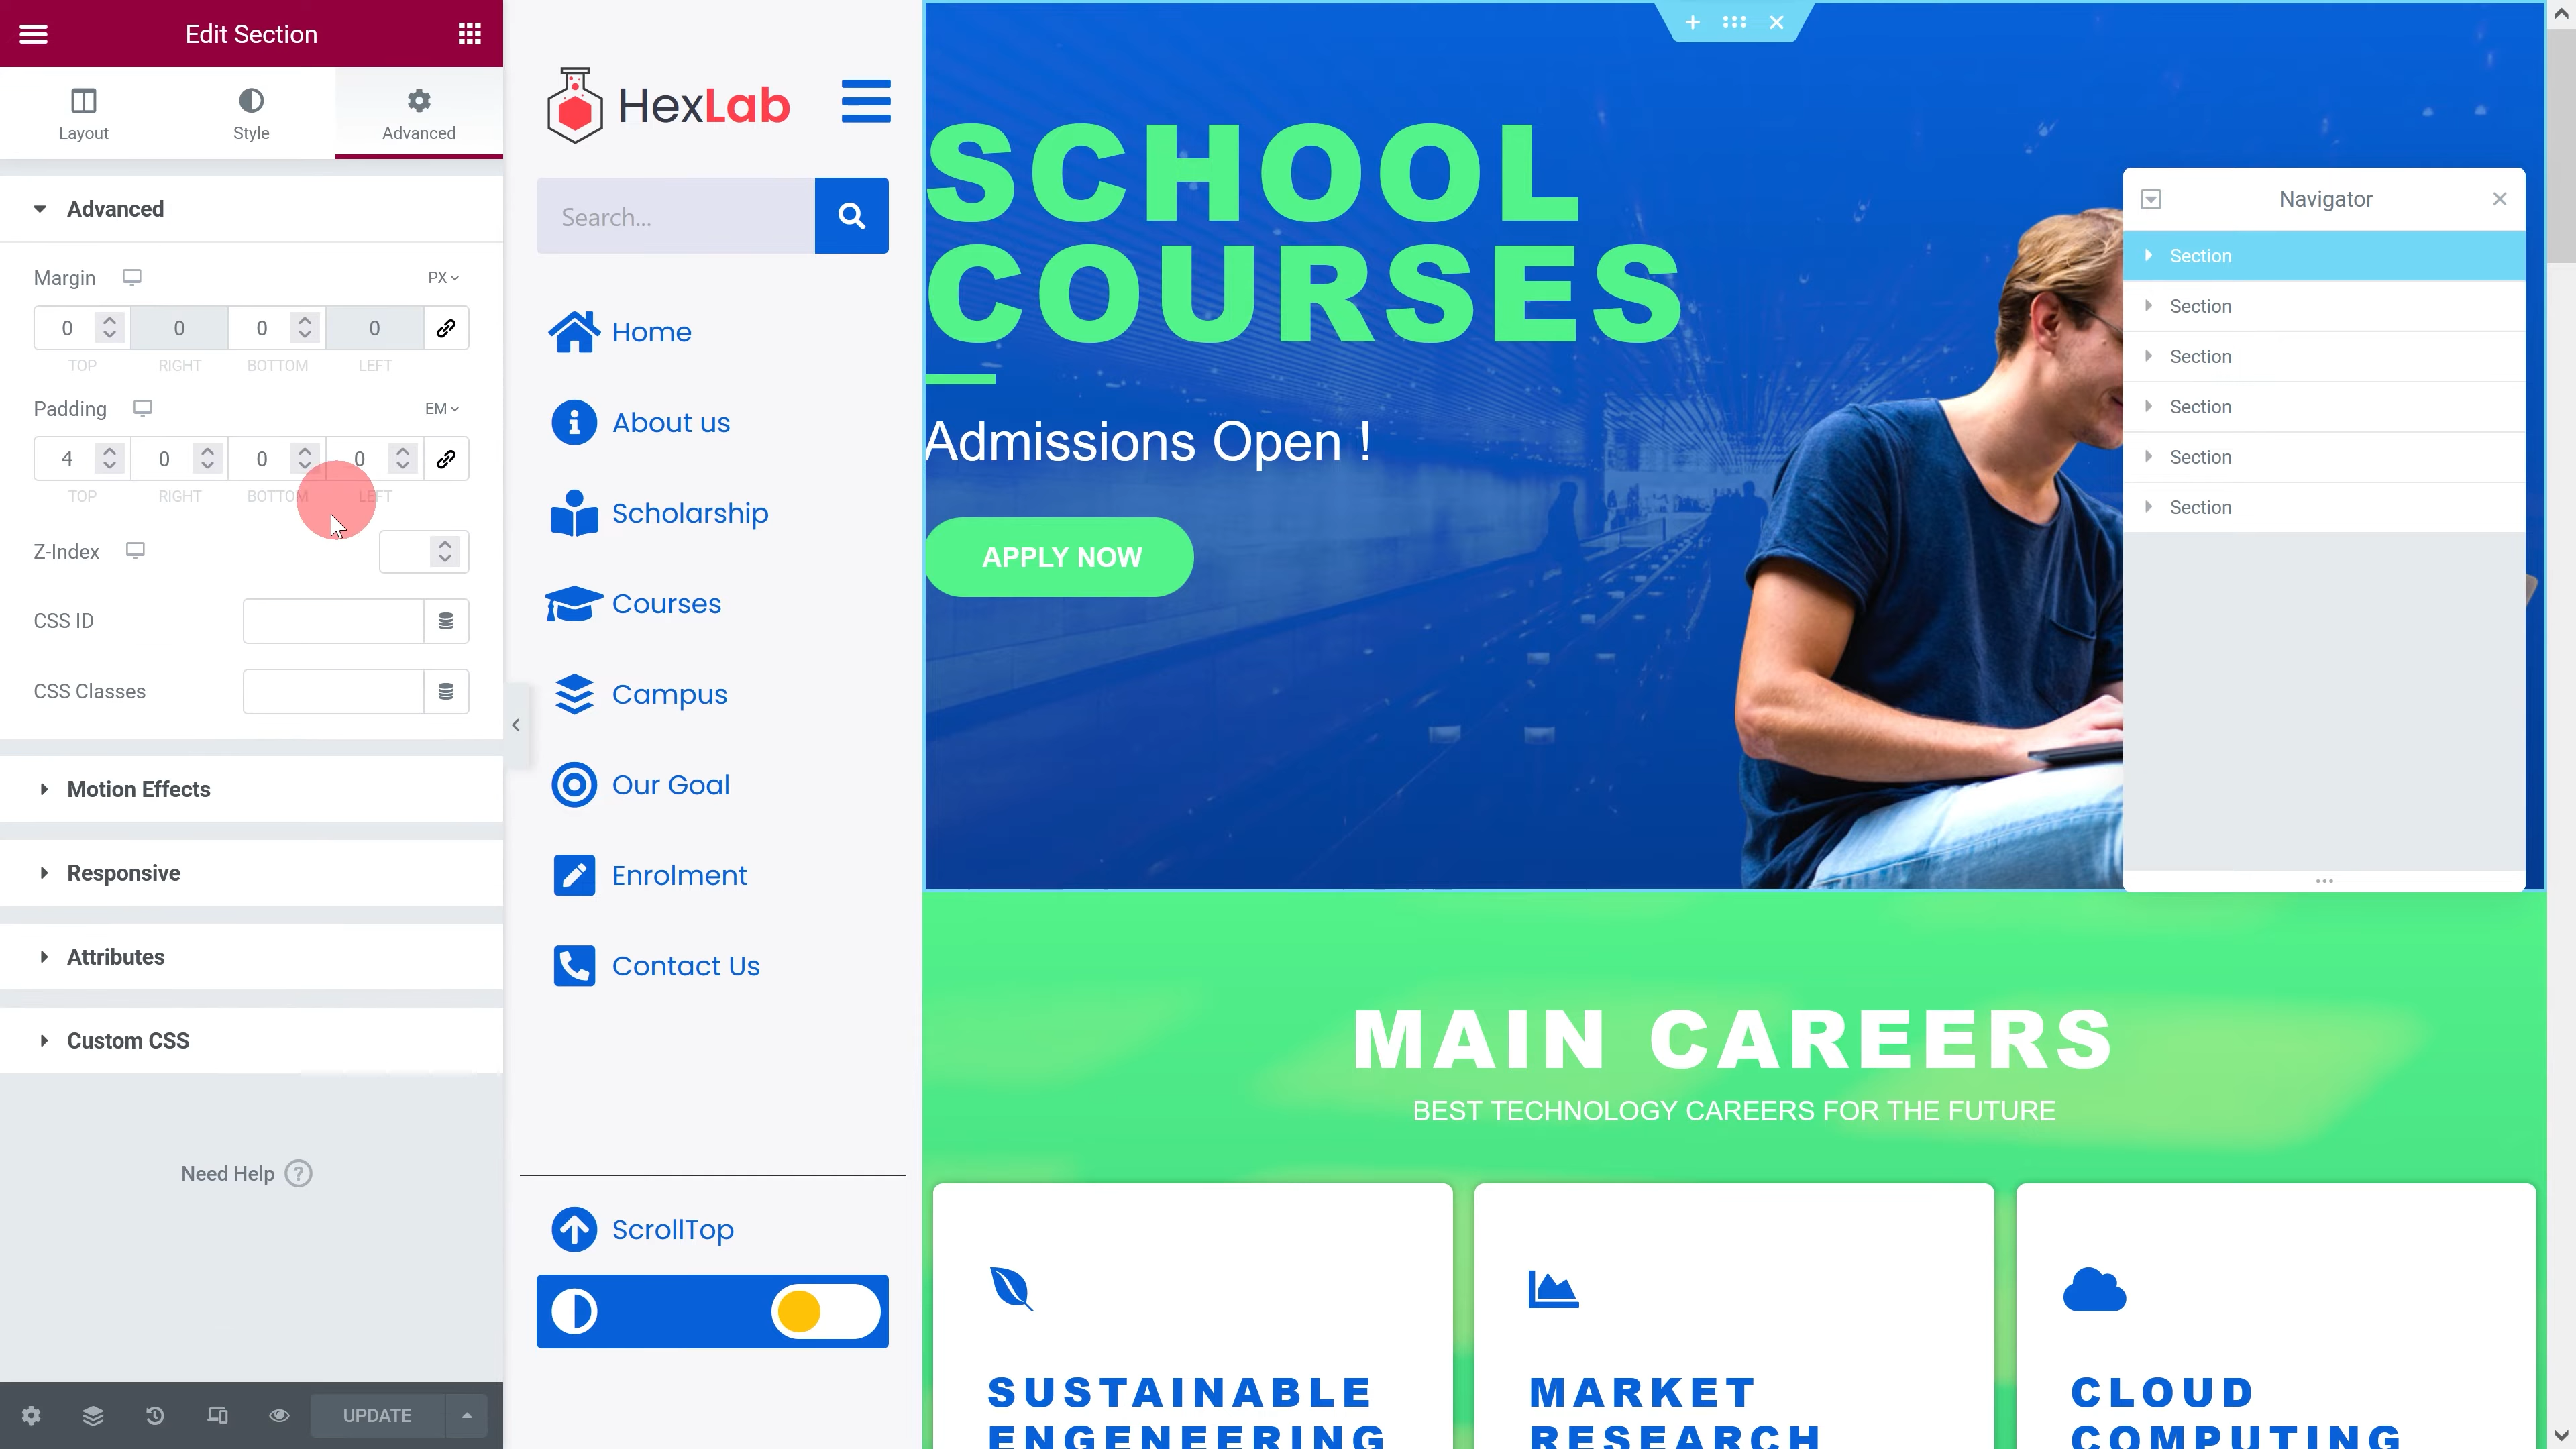 Edit Section
Layout
Style
Advanced
Advanced
Margin
PX
0
0
0
0
TOP
RIGHT
BOTTOM
LEFT
Padding
EM
4
0
0
0
TOP
RIGHT
BOTTOM
LEFT
Z-Index
CSS ID
CSS Classes
Motion Effects
Responsive
Attributes
Custom CSS
Need Help ?
UPDATE
HexLab
Search...
Home
About us
Scholarship
Courses
Campus
Our Goal
Enrolment
Contact Us
ScrollTop
SCHOOL
COURSES
Admissions Open !
APPLY NOW
Navigator
Section
Section
Section
Section
Section
Section
MAIN CAREERS
BEST TECHNOLOGY CAREERS FOR THE FUTURE
SUSTAINABLE
ENGENEERING
MARKET
RESEARCH
CLOUD
COMPUTING